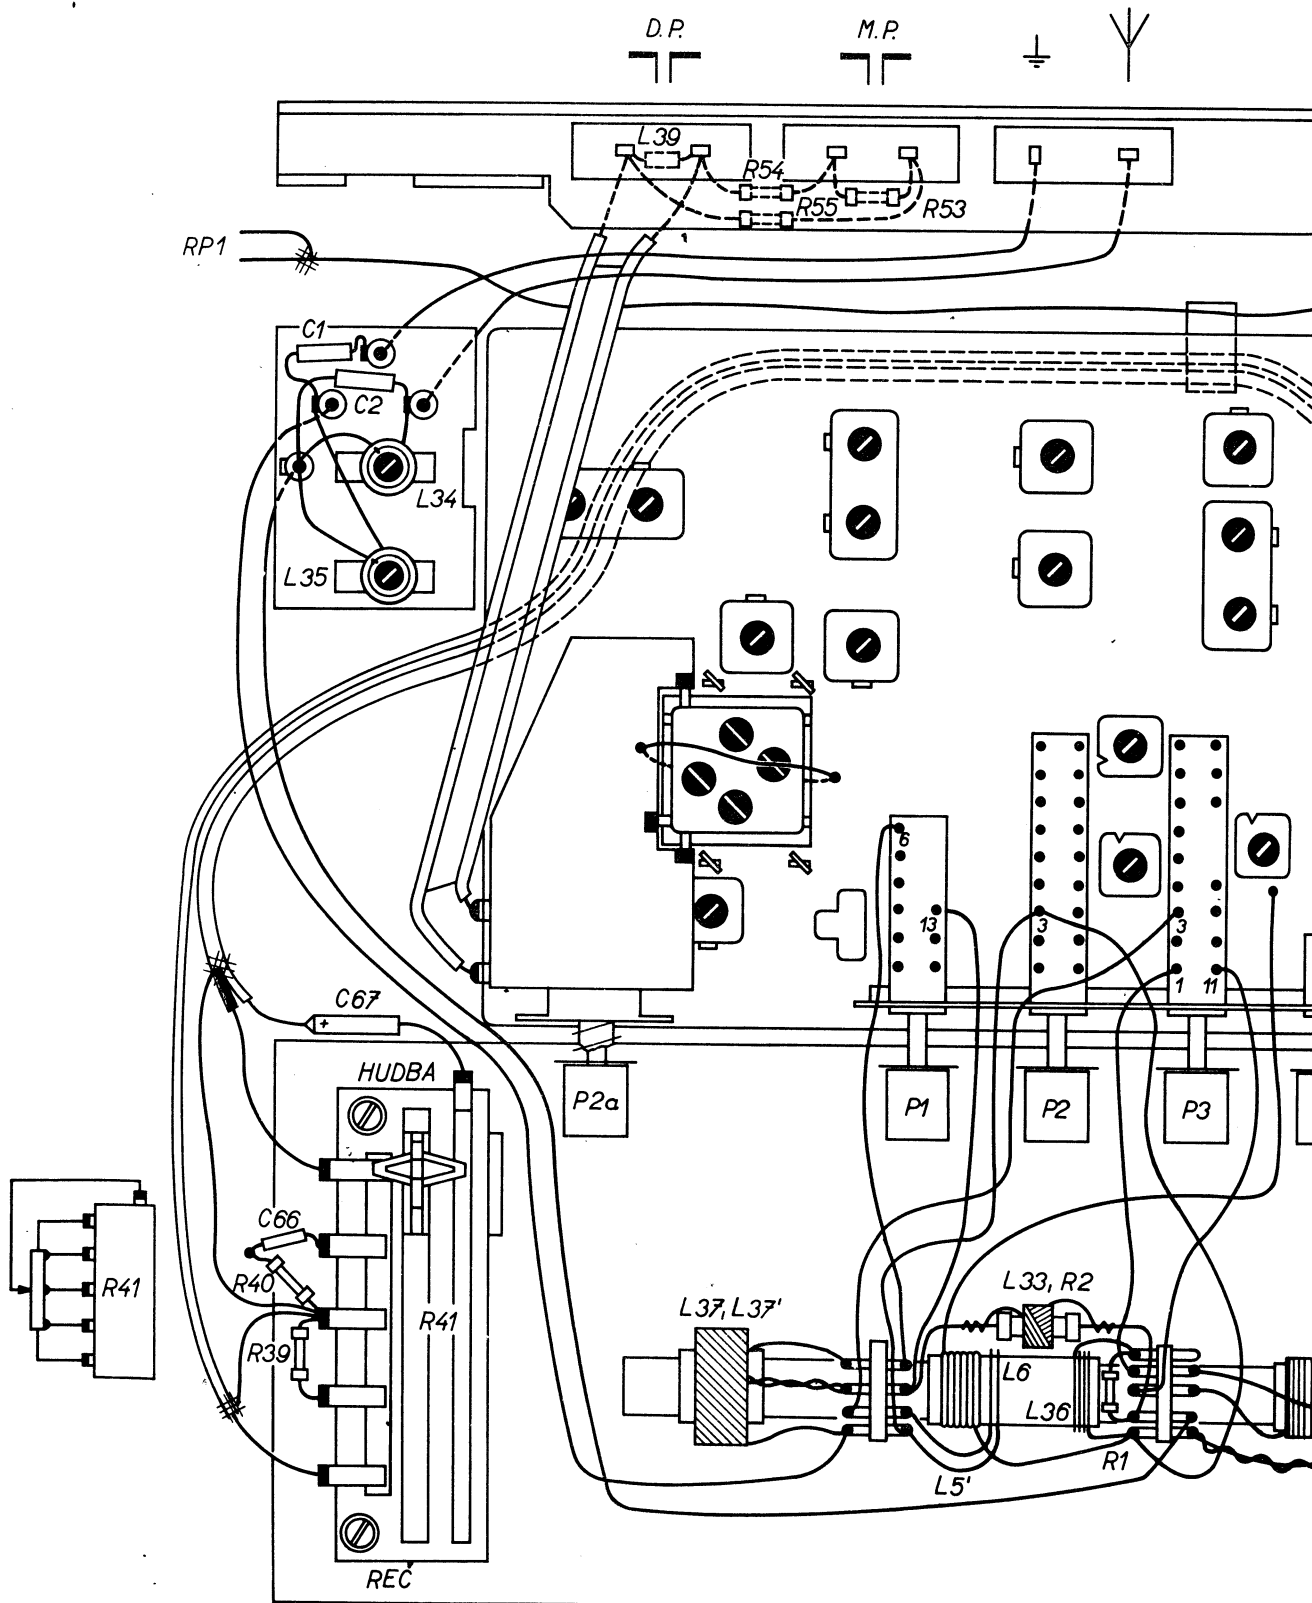 D.P.
M.P.
L39
R54
R55
R53
RP1
C1
C2
L34
L35
6
13
3
3
1
11
C67
HUDBA
P2a
P1
P2
P3
C66
R40
R41
R41
R39
L33, R2
L37, L37'
L6
L36
R1
L5'
REČ